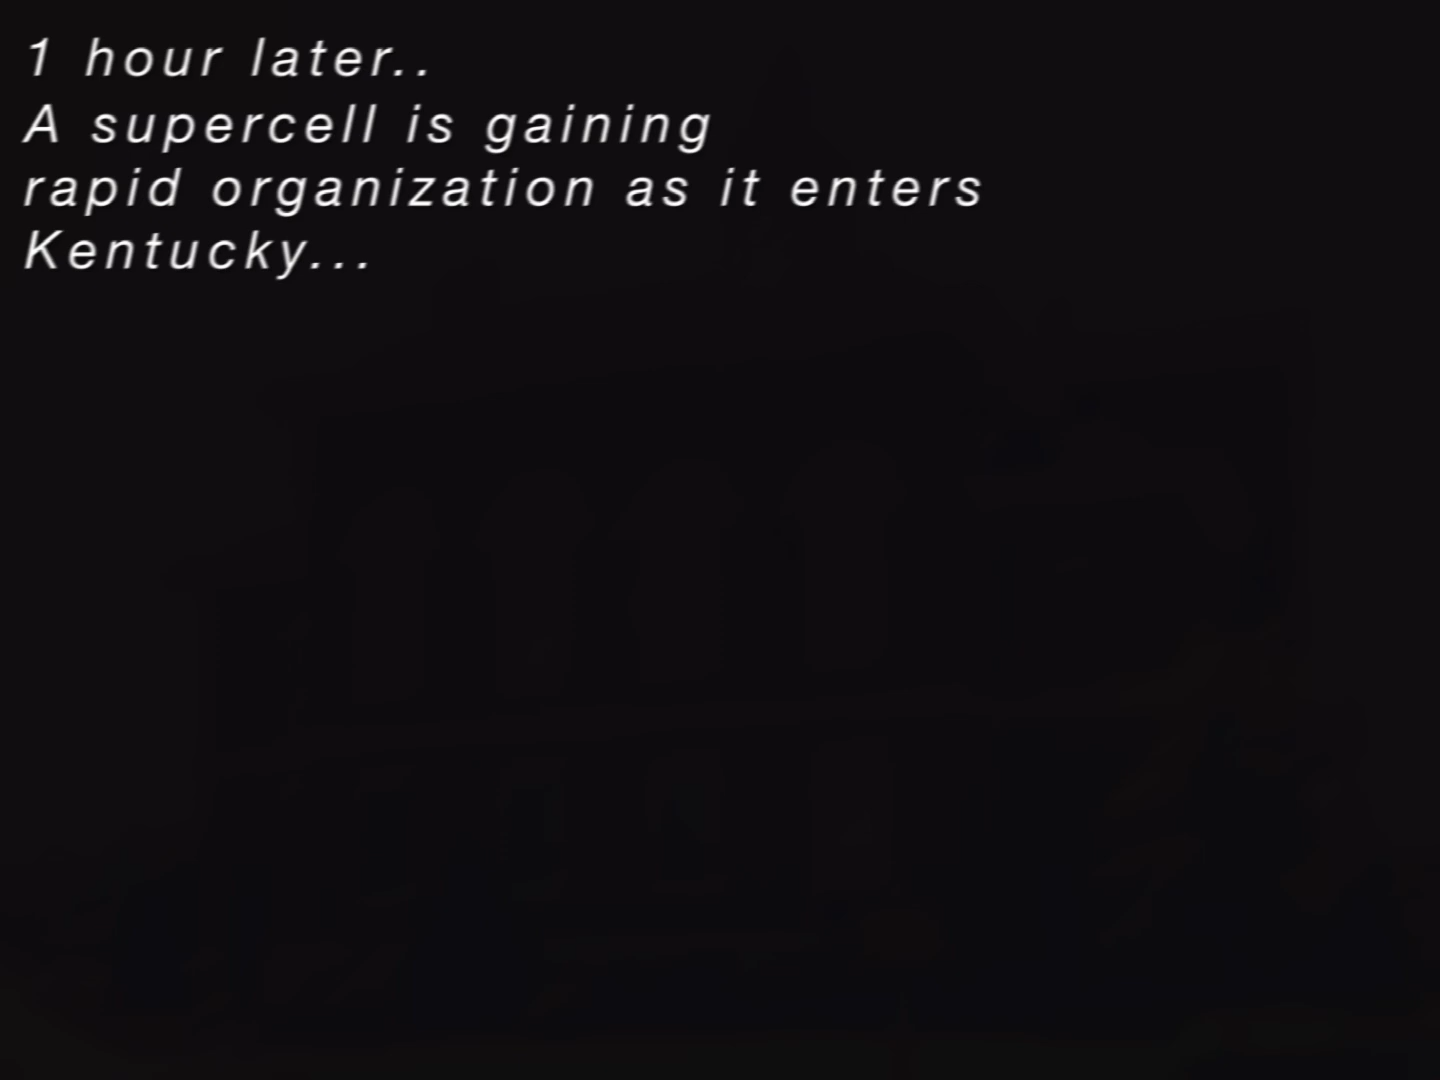 1 hour later..
A supercell is gaining
rapid organization as it enters
Kentucky...